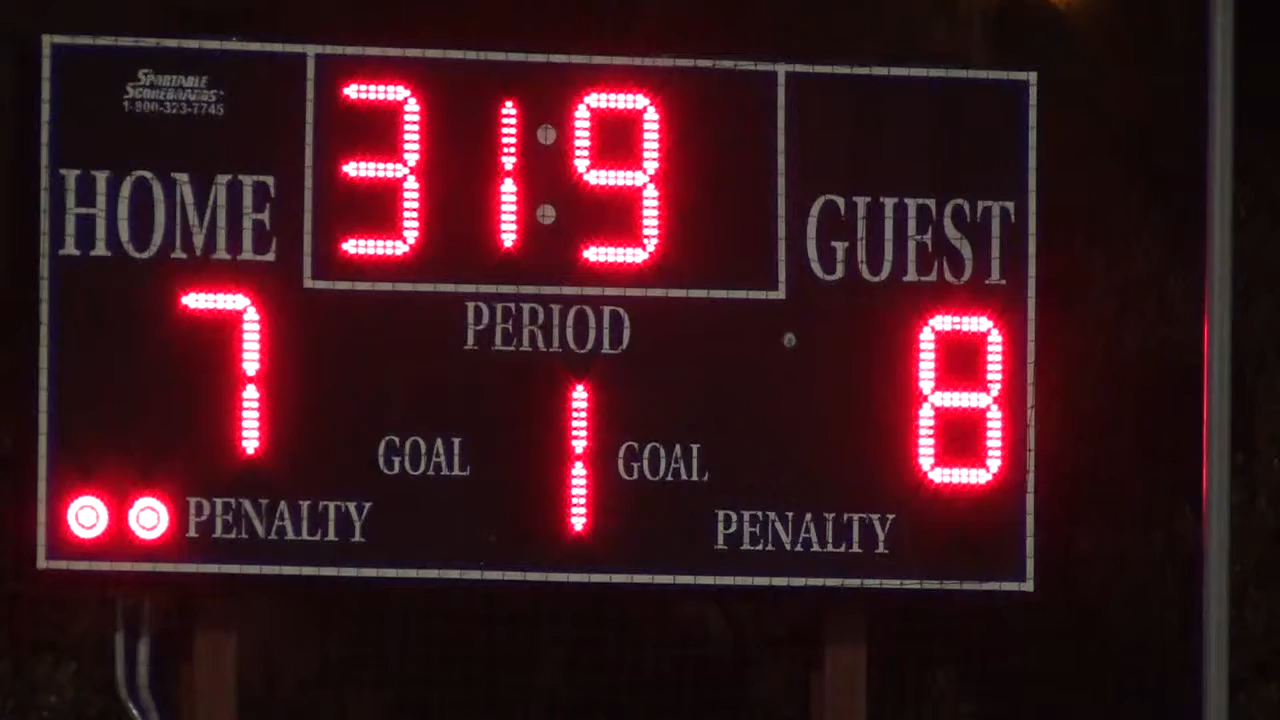 SPORTABLE
SCOREBOARDS
1-800-323-7745
31:9
HOME
GUEST
7
PERIOD
8
GOAL
1
GOAL
PENALTY
PENALTY